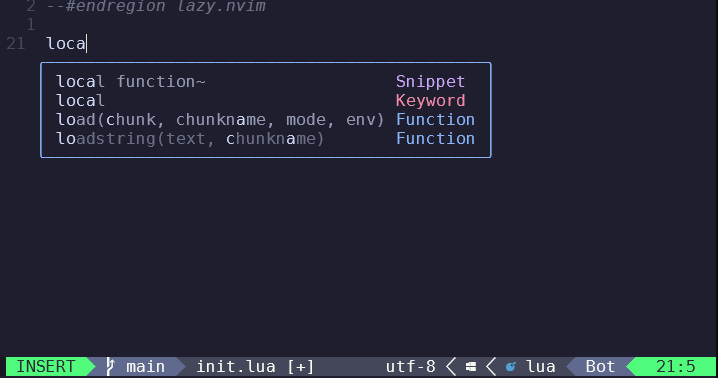 2 --#endregion lazy.nvim
1
21 loca
local function~ Snippet
local Keyword
load(chunk, chunkname, mode, env) Function
loadstring(text, chunkname) Function
INSERT main init.lua [+] utf-8 lua Bot 21:5